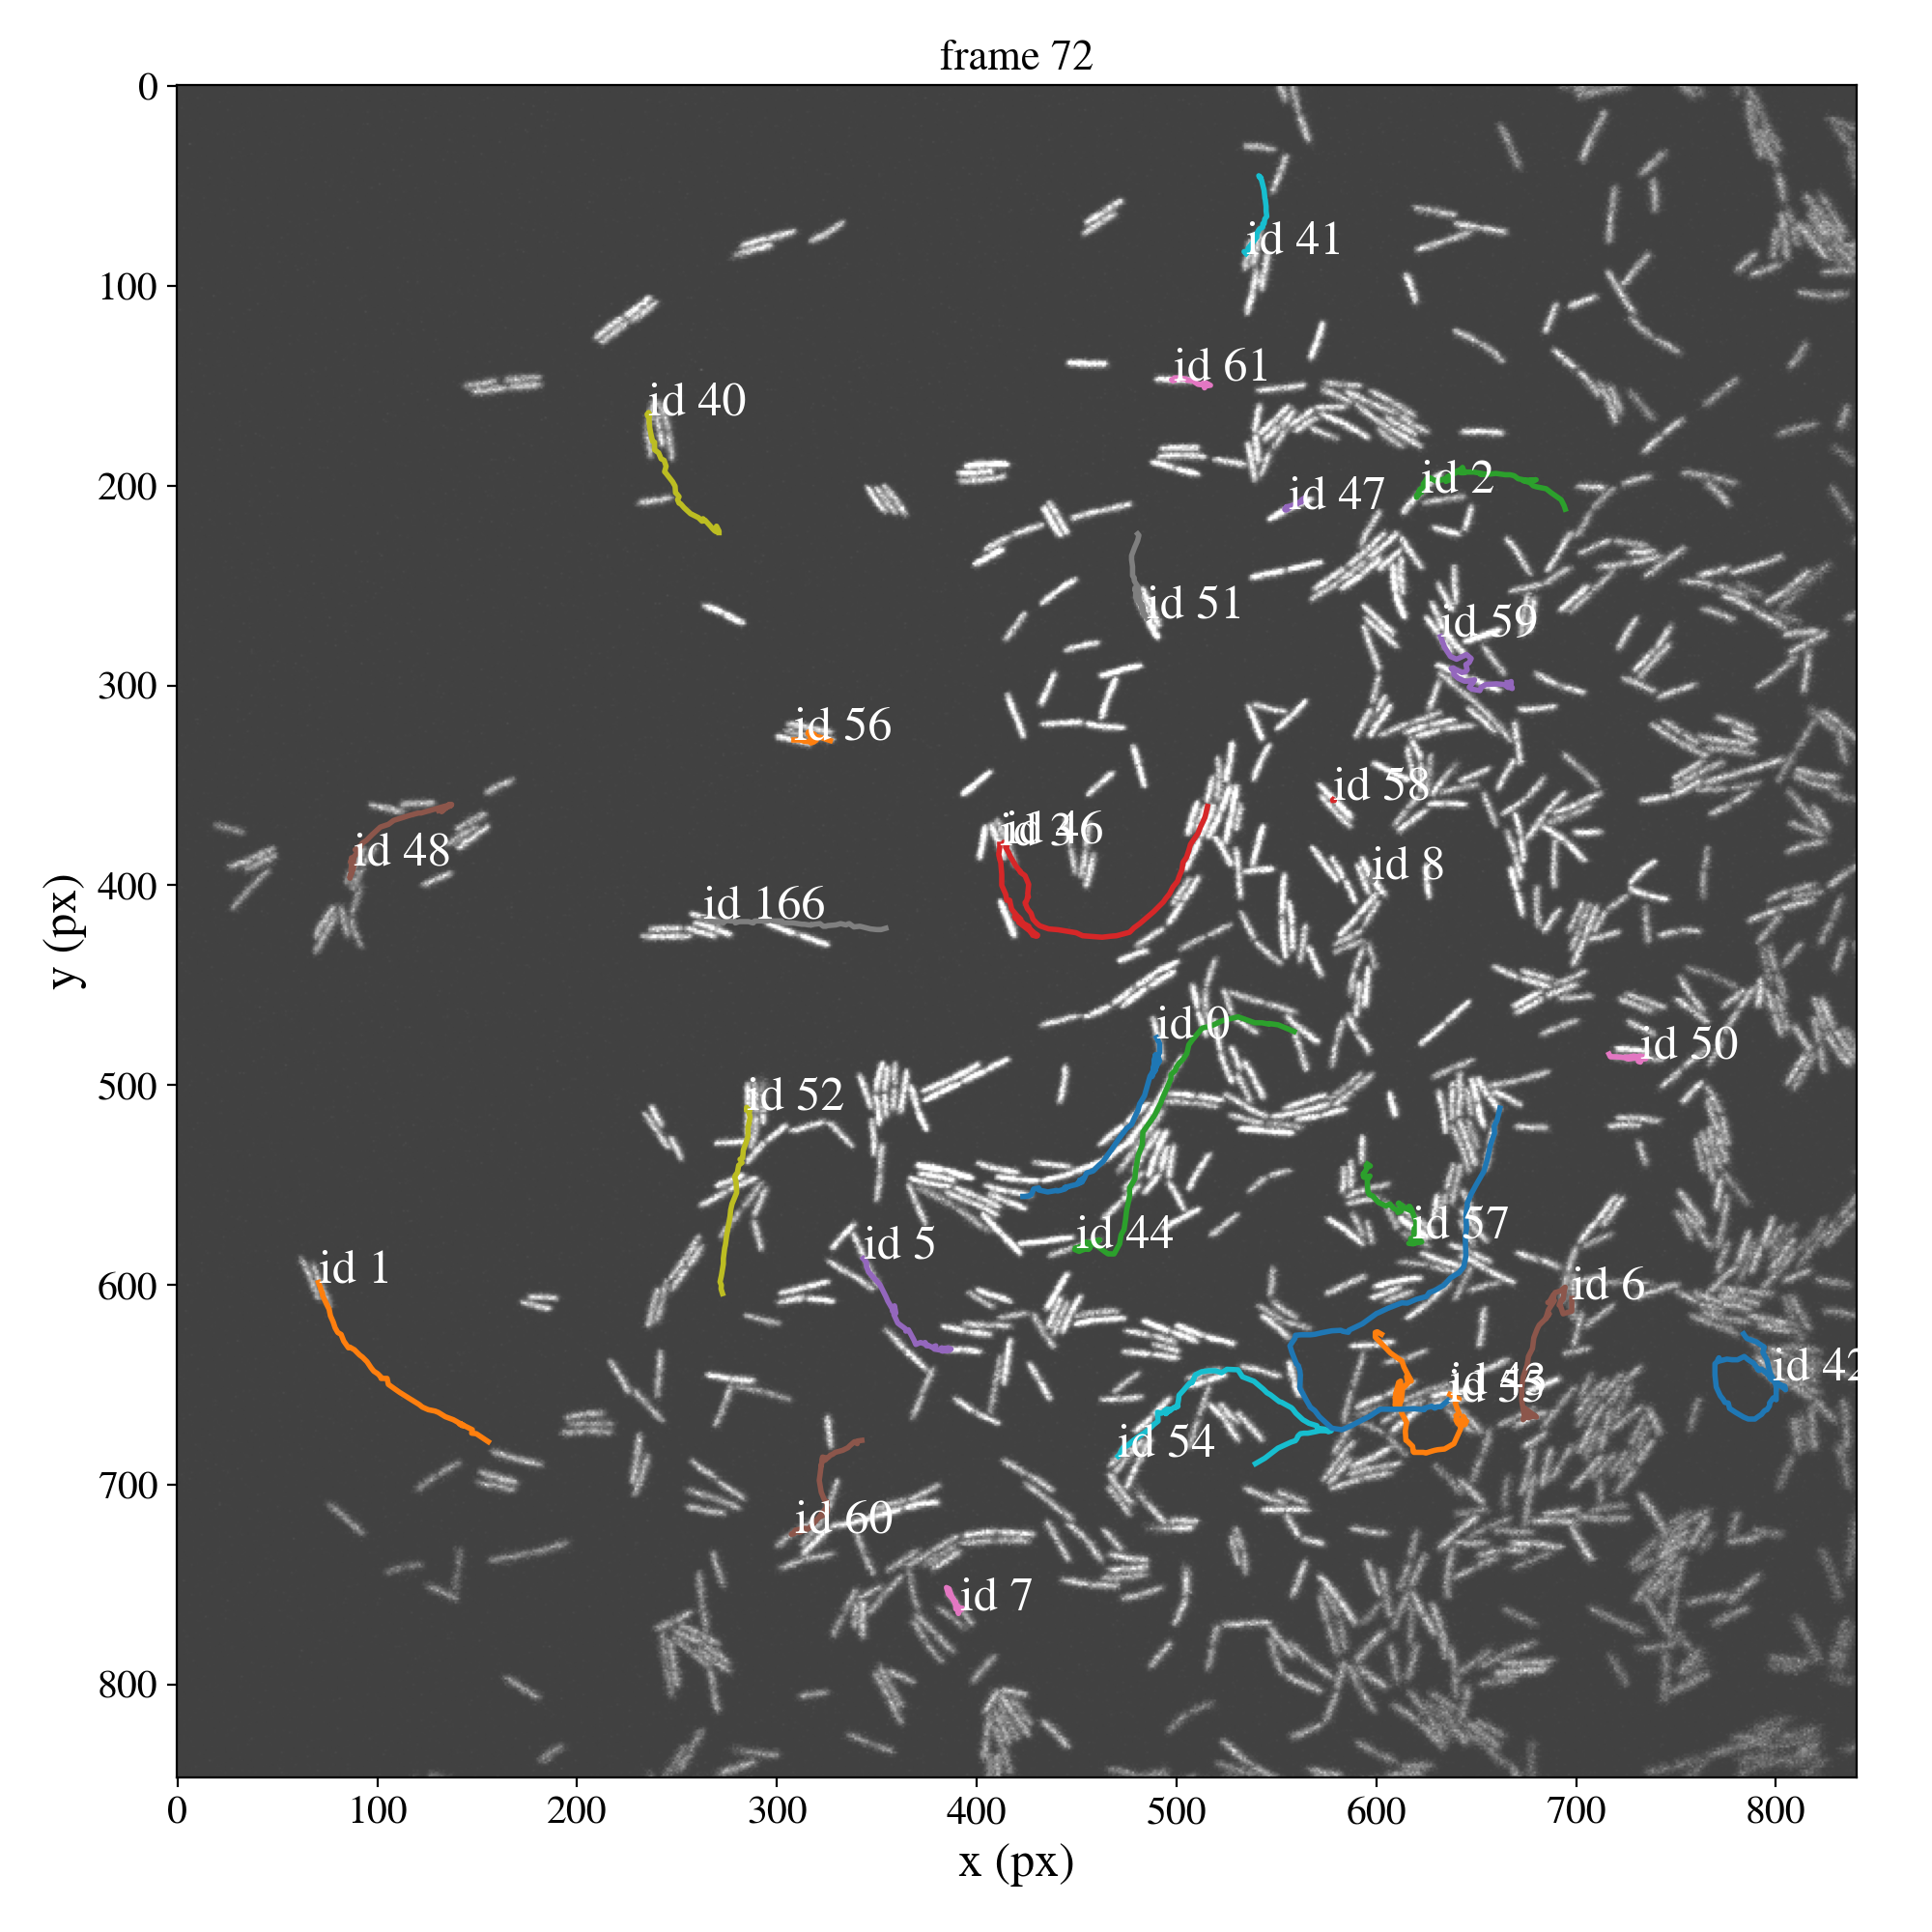 frame 72
0
100
200
300
400
500
600
700
800
y (px)
id 41
id 61
id 40
id 2
id 47
id 51
id 59
id 56
id 58
id 46
id 8
id 48
id 166
id 0
id 50
id 52
id 57
id 44
id 5
id 1
id 6
id 42
id 54
id 60
id 7
0 100 200 300 400 500 600 700 800
x (px)